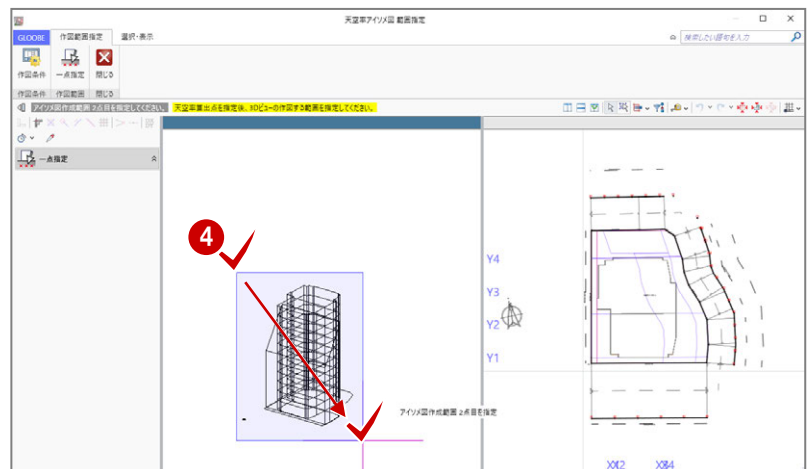 天空率アイソメ図 範囲指定
GLOOBE 作図範囲指定 選択・表示 検索したい語句を入力
作図条件 一点指定 閉じる
作図条件 作図範囲 閉じる
アイソメ図作成範囲 2点目を指定してください。 天空率算出点を指定後、3Dビューの作図する範囲を指定してください。
一点指定
4
Y4
Y3
Y2
Y1
アイソメ図作成範囲 2点目を指定